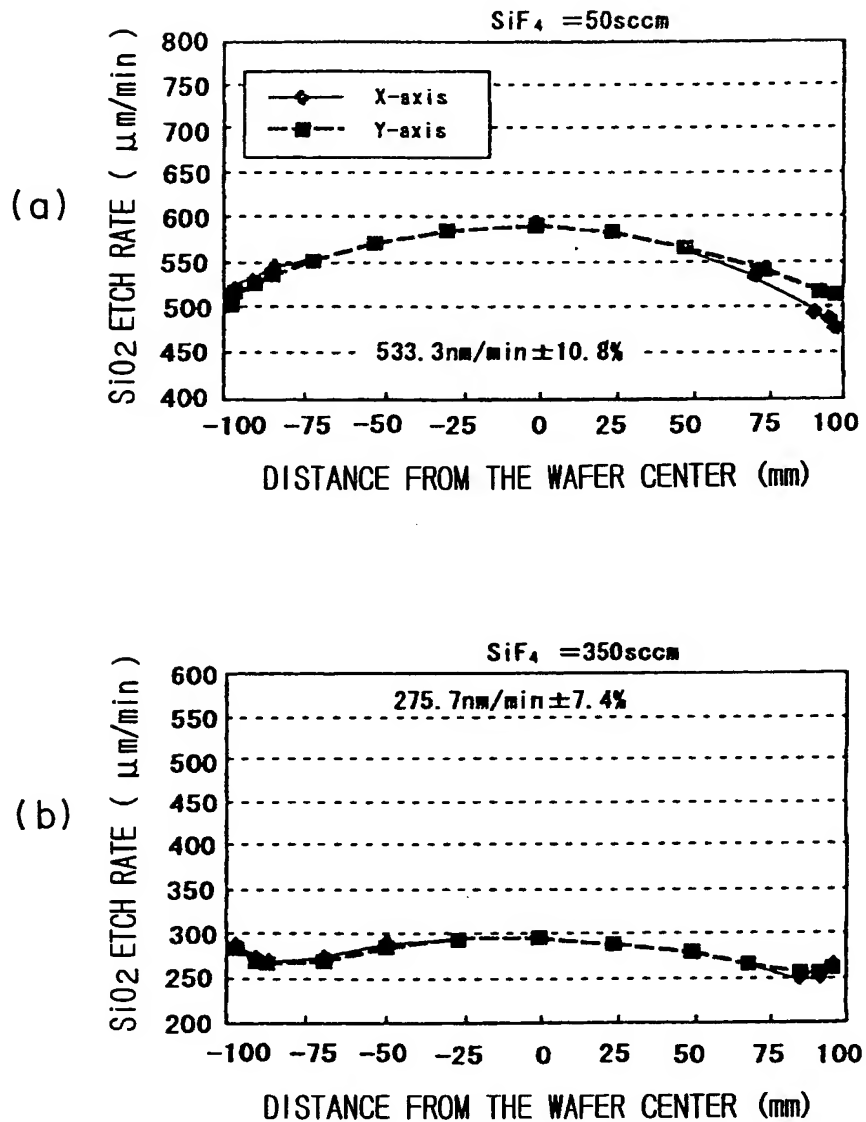 SiF4 =50sccm
(a)
SiO2 ETCH RATE ( μm/min )
800
750
700
650
600
550
500
450
400
X-axis
Y-axis
533.3nm/min±10.8%
-100 -75 -50 -25 0 25 50 75 100
DISTANCE FROM THE WAFER CENTER (mm)
SiF4 =350sccm
(b)
SiO2 ETCH RATE ( μm/min )
600
550
500
450
400
350
300
250
200
275.7nm/min±7.4%
-100 -75 -50 -25 0 25 50 75 100
DISTANCE FROM THE WAFER CENTER (mm)